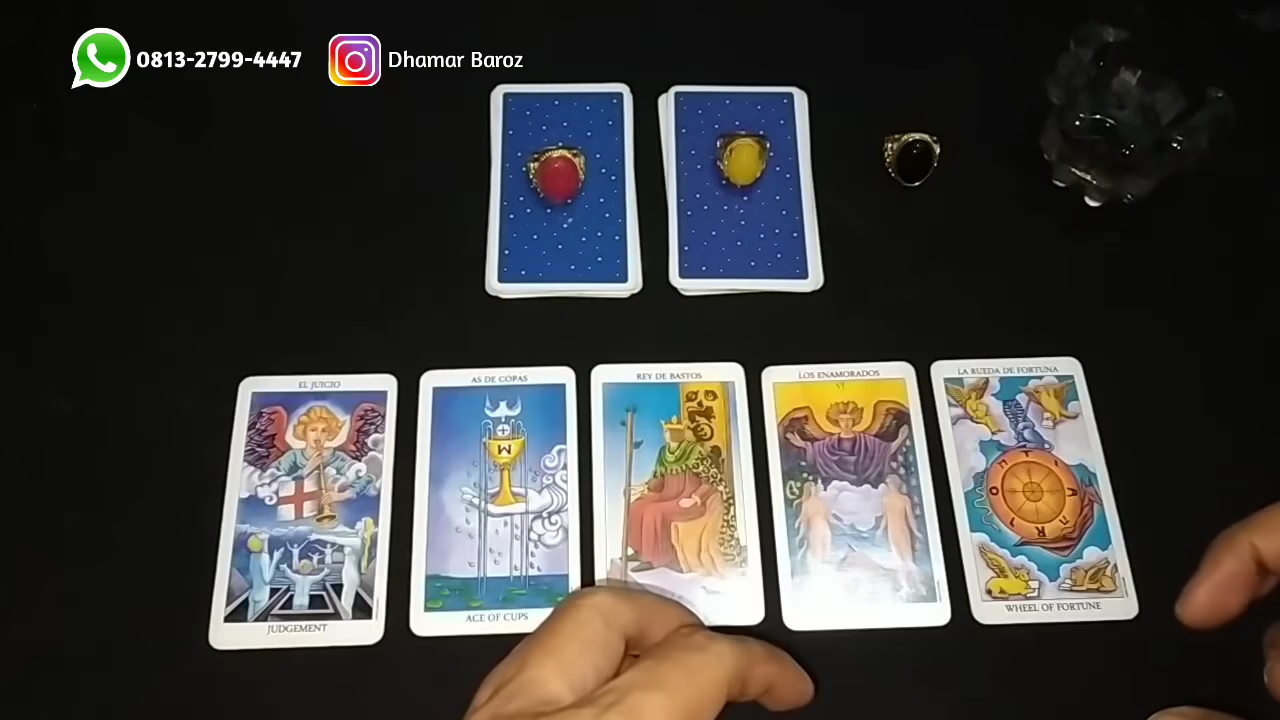 0813-2799-4447 Dhamar Baroz
EL JUICIO
AS DE COPAS
REY DE BASTOS
LOS ENAMORADOS
LA RUEDA DE FORTUNA
VI
JUDGEMENT
ACE OF CUPS
WHEEL OF FORTUNE